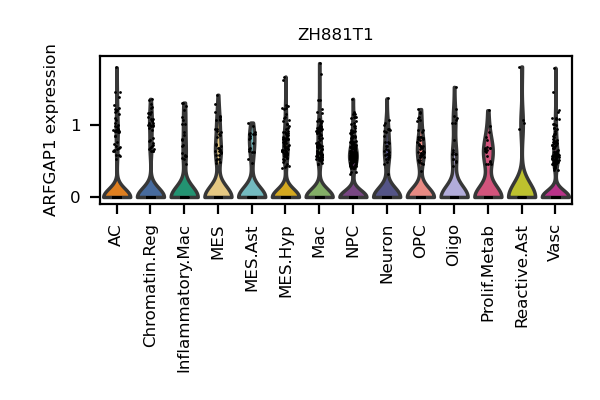 ZH881T1
ARFGAP1 expression
1
0
AC
Chromatin.Reg
Inflammatory.Mac
MES
MES.Ast
MES.Hyp
Mac
NPC
Neuron
OPC
Oligo
Prolif.Metab
Reactive.Ast
Vasc